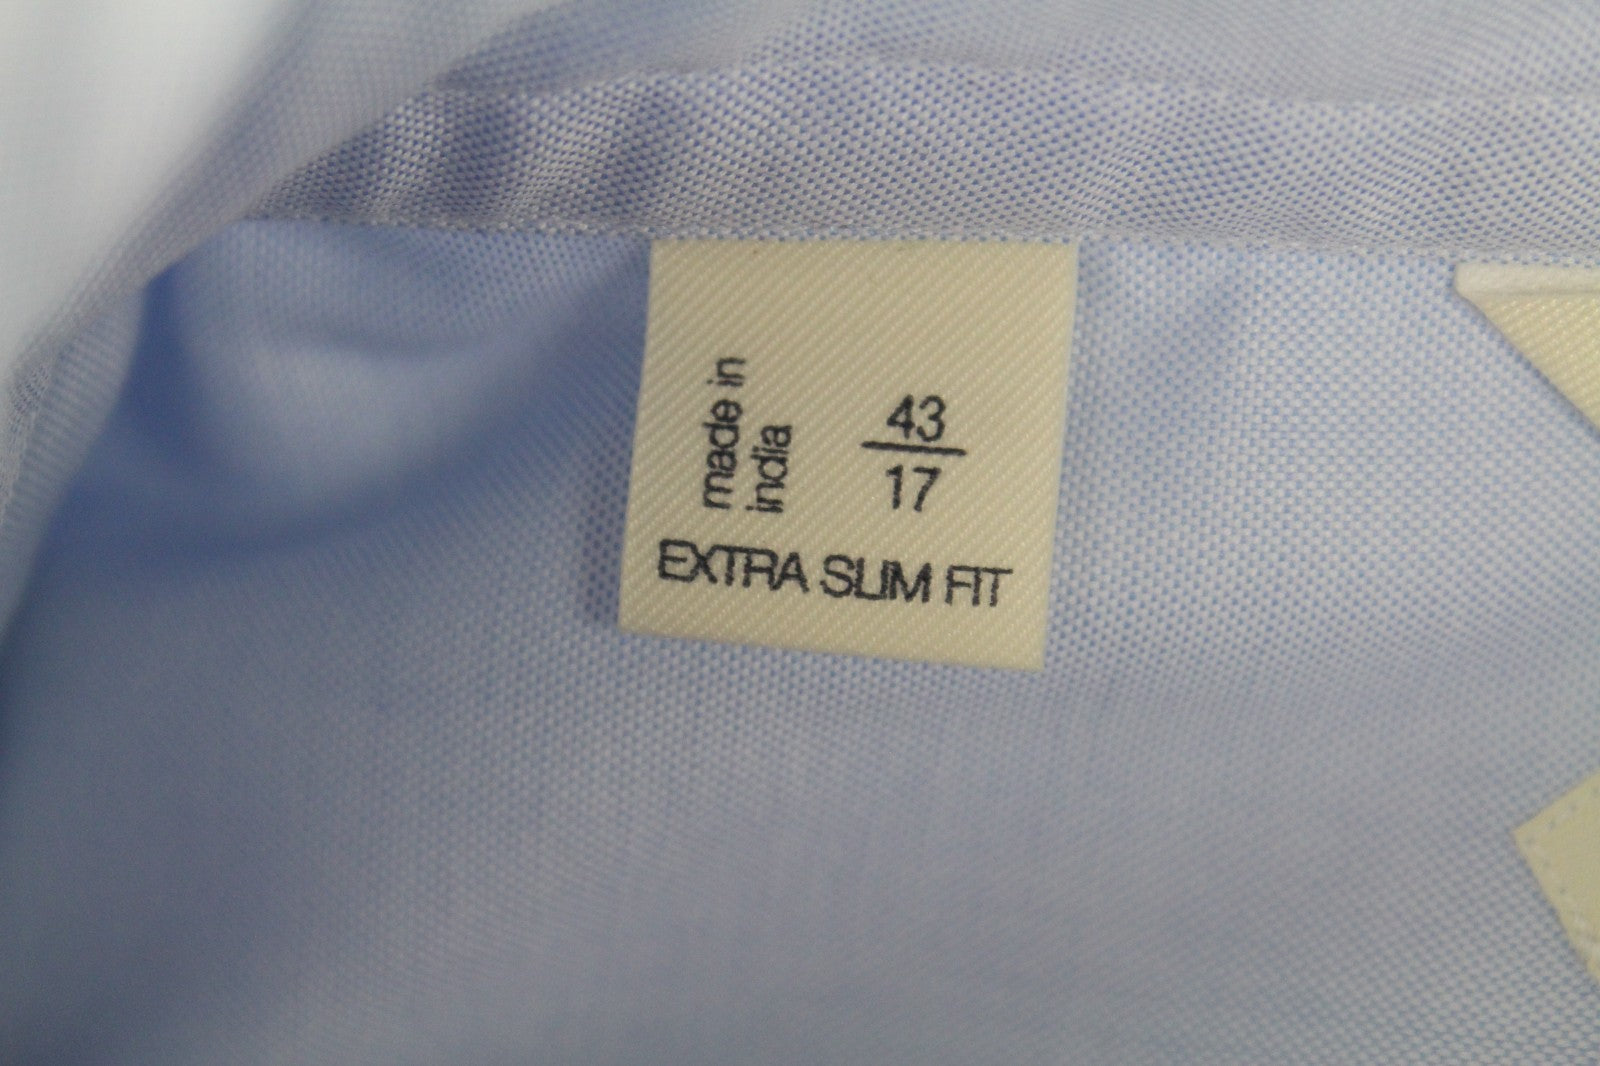 made in
india
43
17
EXTRA SLIM FIT